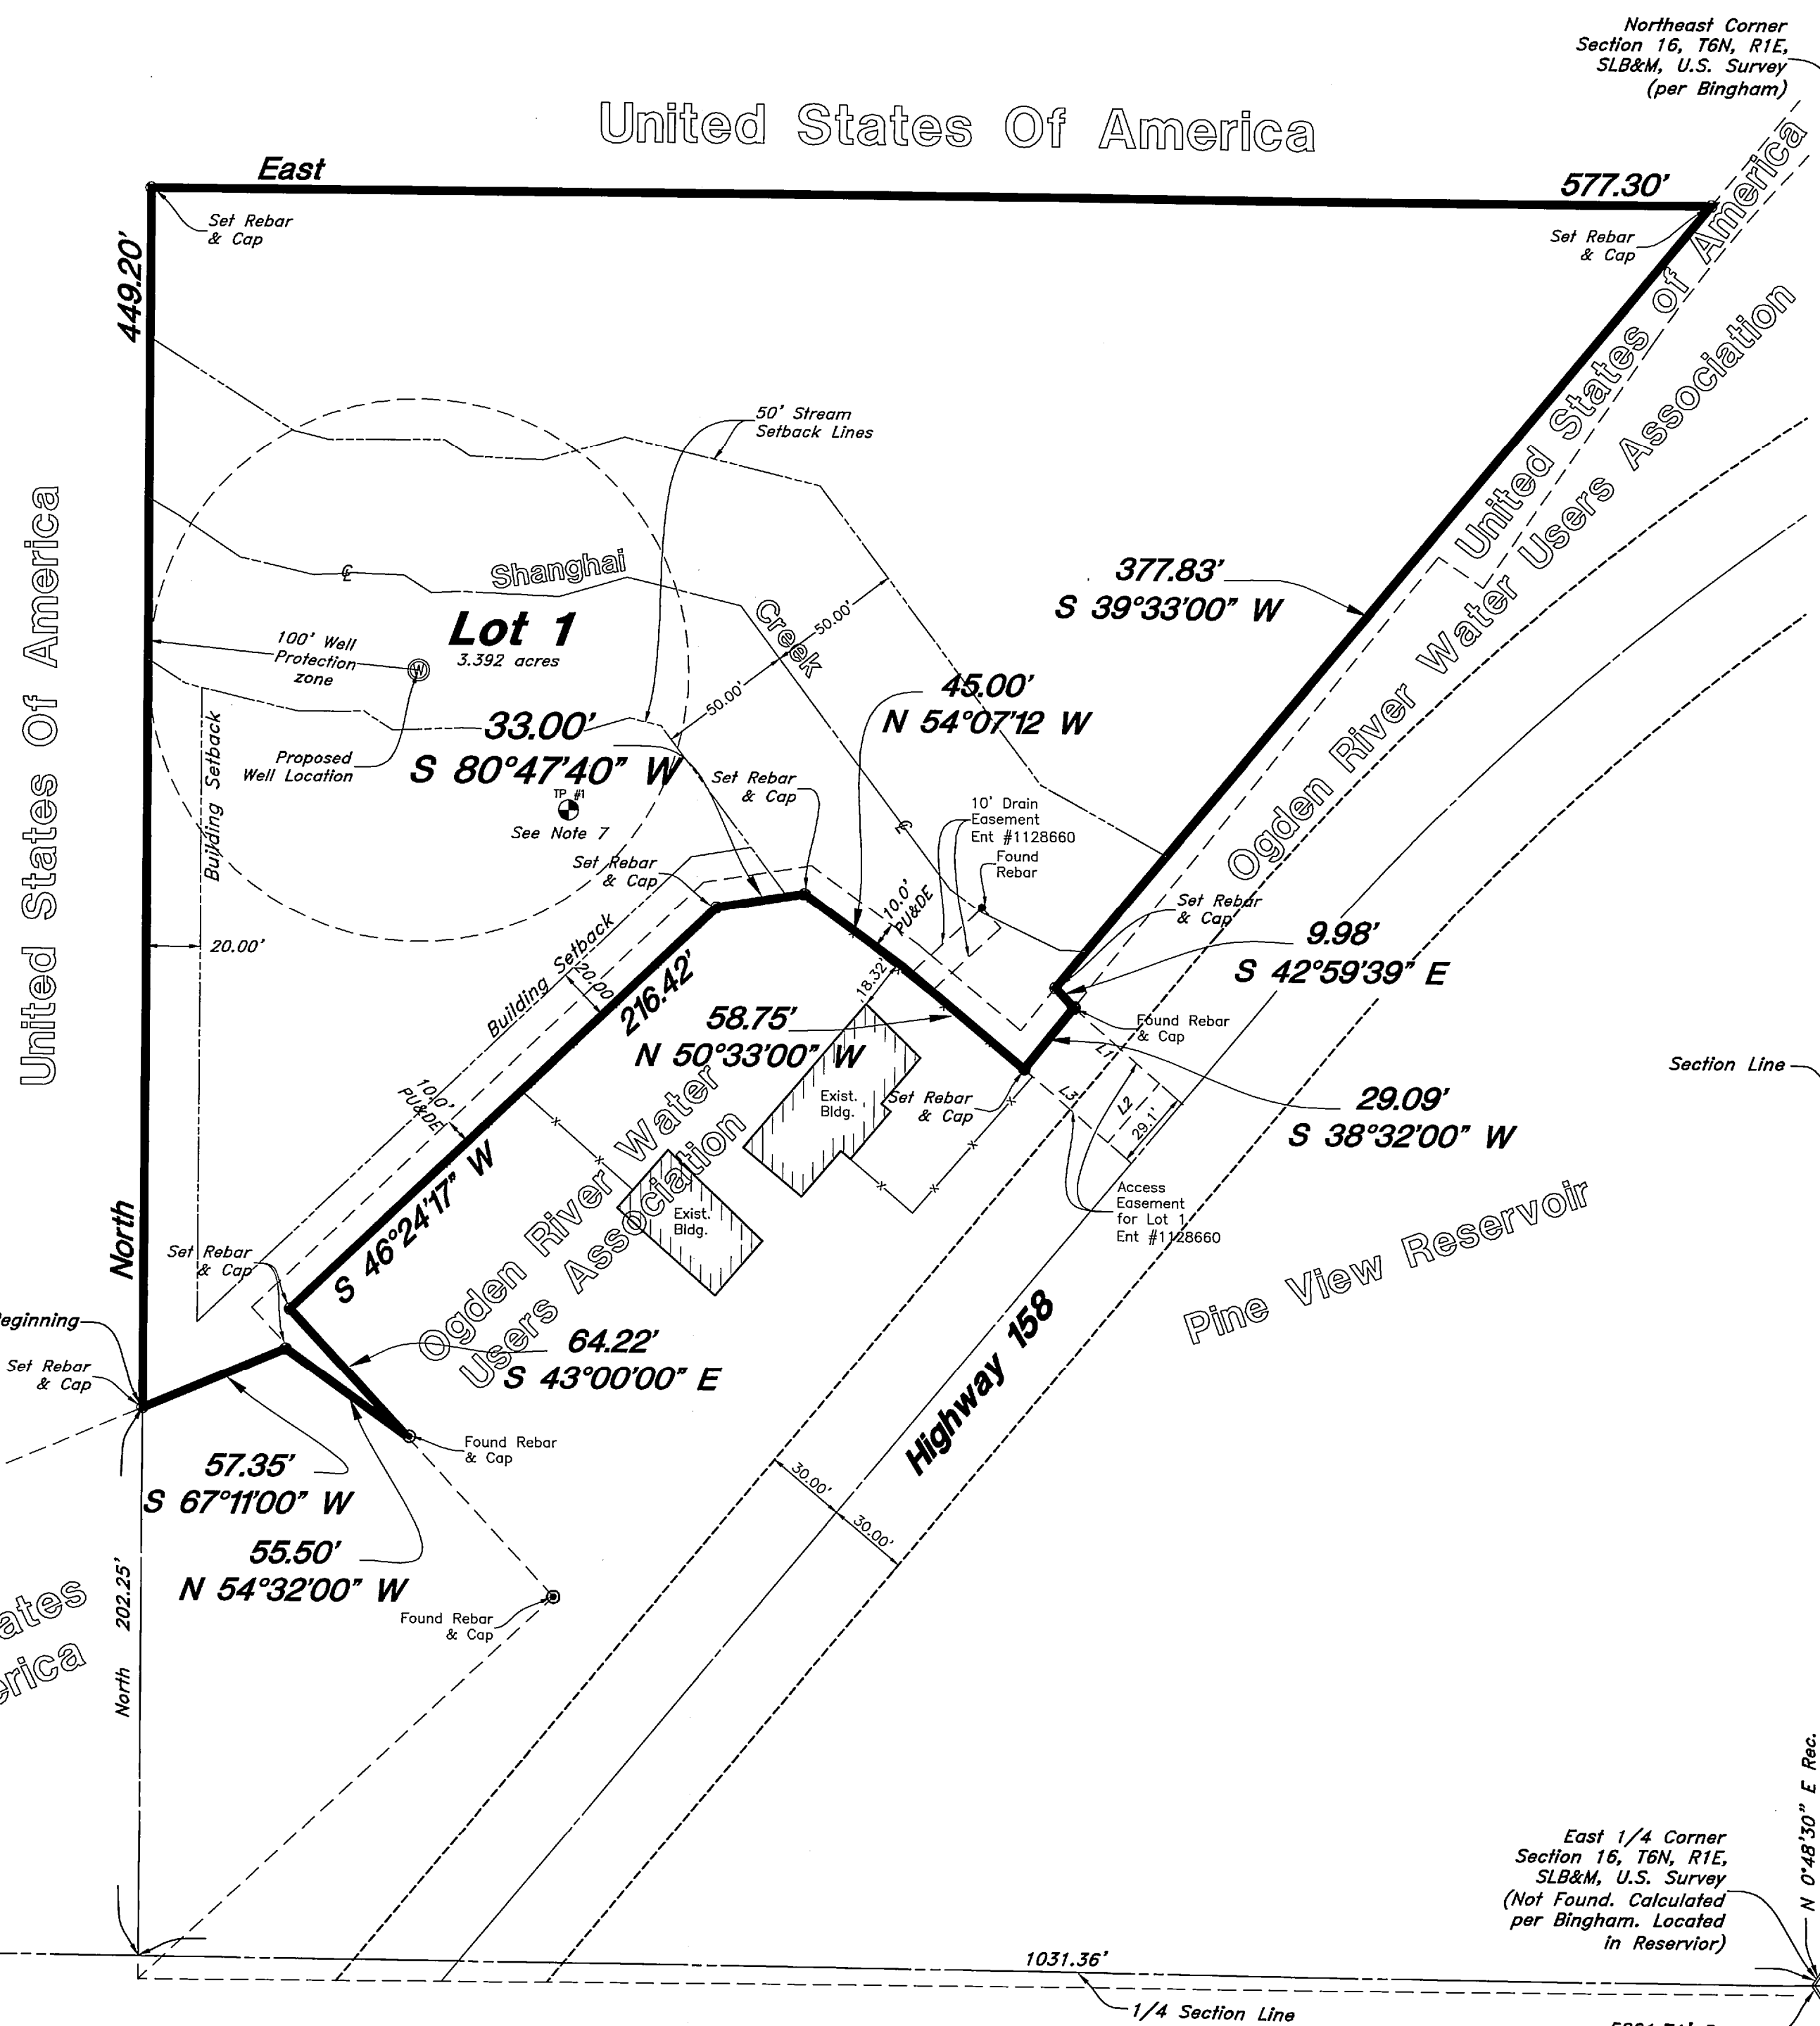 Northeast Corner
Section 16, T6N, R1E,
SLB&M, U.S. Survey
(per Bingham)
United States Of America
East
577.30'
Set Rebar
& Cap
Set Rebar
& Cap
449.20'
United States of America
Ogden River Water Users Association
50' Stream
Setback Lines
United States Of America
Shanghai
Creek
℄
377.83'
S 39°33'00" W
Lot 1
3.392 acres
100' Well
Protection
zone
W
50.00'
50.00'
45.00'
N 54°07'12 W
33.00'
S 80°47'40" W
Building Setback
Proposed
Well Location
TP #1
See Note 7
Set Rebar
& Cap
10' Drain
Easement
Ent #1128660
Found
Rebar
Set Rebar
& Cap
10.0'
PU&DE
Set Rebar
& Cap
9.98'
S 42°59'39" E
20.00'
Building Setback
20.00
216.42'
18.32'
58.75'
N 50°33'00" W
Found Rebar
& Cap
L1
Section Line
Exist.
Bldg.
Set Rebar
& Cap
L3
L2
29.1'
29.09'
S 38°32'00" W
10.0'
PU&DE
S 46°24'17" W
Ogden River Water
Users Association
Exist.
Bldg.
Access
Easement
for Lot 1
Ent #1128660
Pine View Reservoir
North
Set Rebar
& Cap
eginning
Set Rebar
& Cap
64.22'
S 43°00'00" E
Highway 158
Found Rebar
& Cap
57.35'
S 67°11'00" W
55.50'
N 54°32'00" W
30.00'
30.00'
Found Rebar
& Cap
ates
erica
North 202.25'
N 0°48'30" E Rec.
East 1/4 Corner
Section 16, T6N, R1E,
SLB&M, U.S. Survey
(Not Found. Calculated
per Bingham. Located
in Reservior)
1031.36'
1/4 Section Line